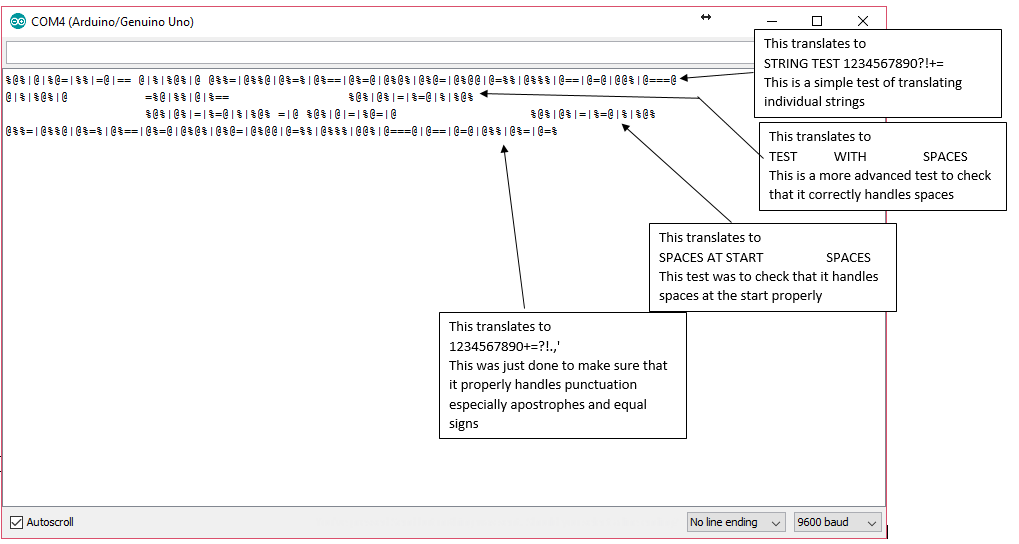 COM4 (Arduino/Genuino Uno)
%@%|@|%@=|%%|=@|== @|%|%@%|@ @%%=|@%%@|@%=%|@%==|@%=@|@%@%|@%@=|@%@@|@=%%|@%%%|@==|@=@|@@%|@===@
@|%|%@%|@ =%@|%%|@|%== %@%|@%|=|%=@|%|%@%
%@%|@%|=|%=@|%|%@% =|@ %@%|@|=|%=@|@ %@%|@%|=|%=@|%|%@%
@%%=|@%%@|@%=%|@%==|@%=@|@%@%|@%@=|@%@@|@=%%|@%%%|@@%|@===@|@==|@=@|@%%|@%=|@=%
This translates to
STRING TEST 1234567890?!+=
This is a simple test of translating
individual strings
This translates to
TEST WITH SPACES
This is a more advanced test to check
that it correctly handles spaces
This translates to
SPACES AT START SPACES
This test was to check that it handles
spaces at the start properly
This translates to
1234567890+=?!.,'
This was just done to make sure that
it properly handles punctuation
especially apostrophes and equal
signs
Autoscroll
No line ending
9600 baud